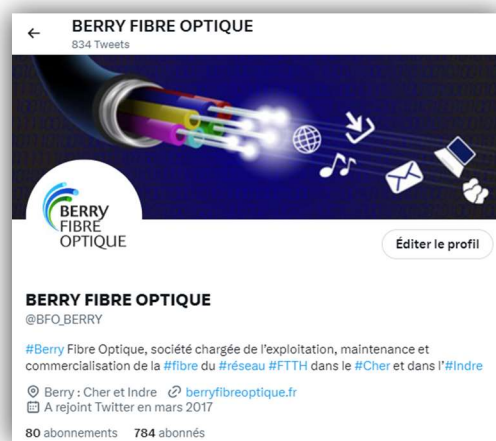 BERRY FIBRE OPTIQUE
834 Tweets
BERRY
FIBRE
OPTIQUE
Éditer le profil
BERRY FIBRE OPTIQUE
@BFO_BERRY
#Berry Fibre Optique, société chargée de l'exploitation, maintenance et
commercialisation de la #fibre du #réseau #FTTH dans le #Cher et dans l'#Indre
Berry : Cher et Indre berryfibreoptique.fr
A rejoint Twitter en mars 2017
80 abonnements 784 abonnés